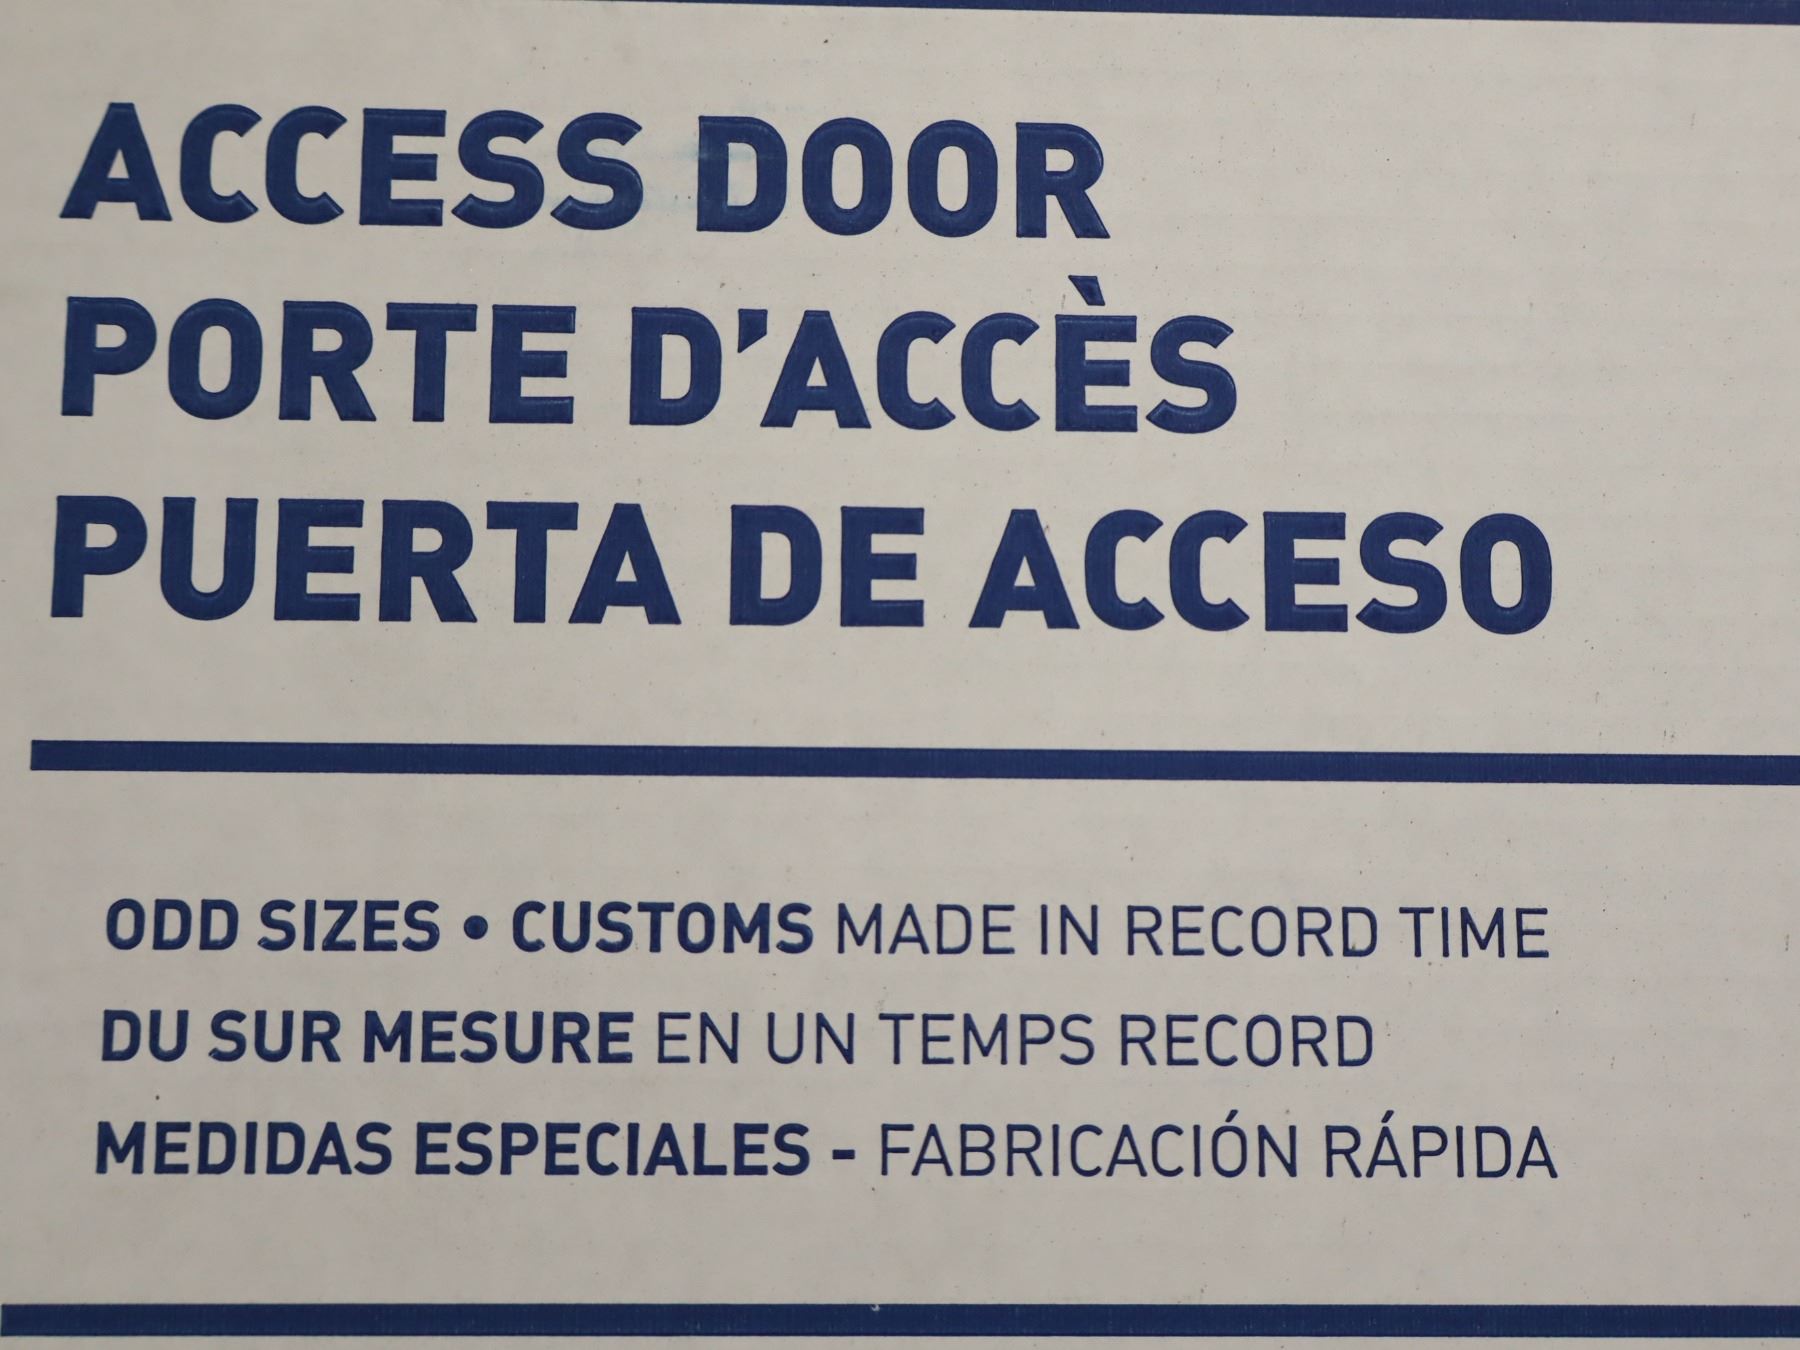 ACCESS DOOR
PORTE D'ACCÈS
PUERTA DE ACCESO
ODD SIZES • CUSTOMS MADE IN RECORD TIME
DU SUR MESURE EN UN TEMPS RECORD
MEDIDAS ESPECIALES - FABRICACIÓN RÁPIDA